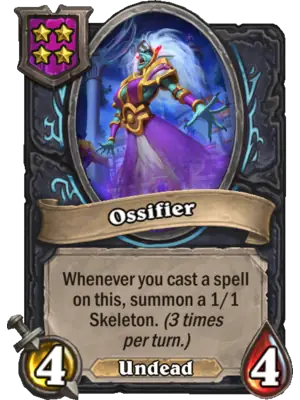 Ossifier
Whenever you cast a spell
on this, summon a 1/1
Skeleton. (3 times
per turn.)
4
Undead
4